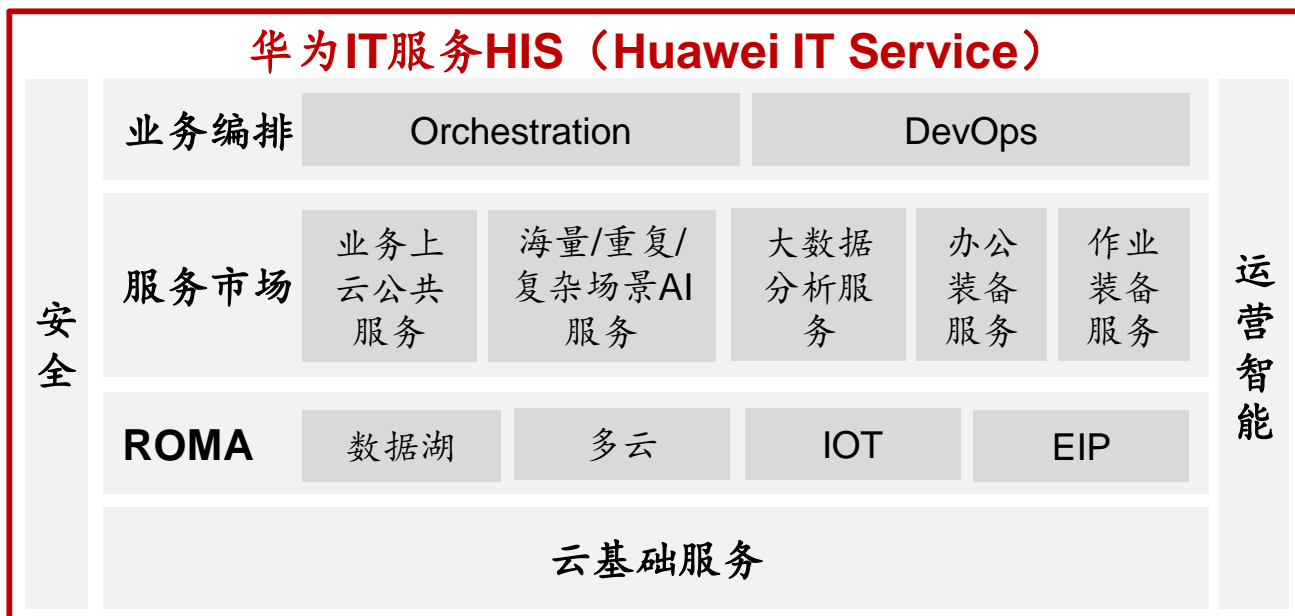 华为IT服务HIS（Huawei IT Service）
安
全
业务编排
Orchestration
DevOps
服务市场
业务上
云公共
服务
海量/重复/
复杂场景AI
服务
大数据
分析服
务
办公
装备
服务
作业
装备
服务
ROMA
数据湖
多云
IOT
EIP
云基础服务
运
营
智
能